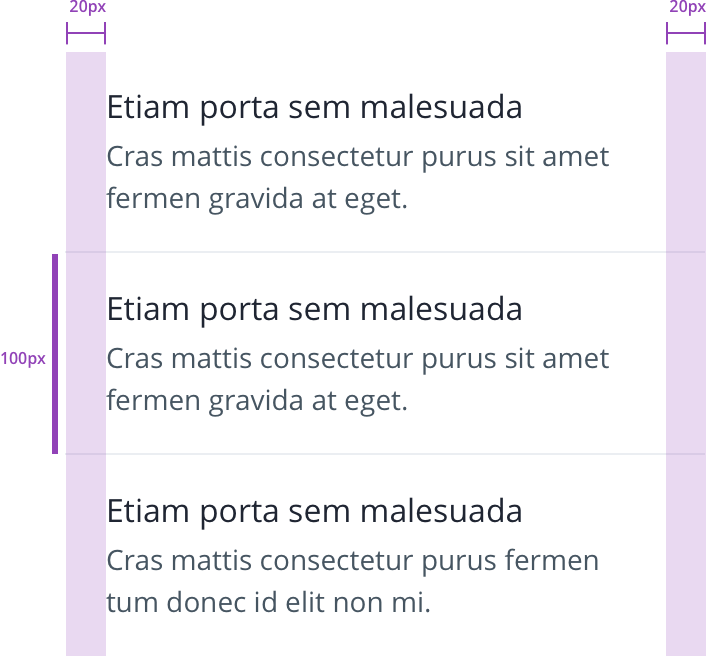 20px
20px
Etiam porta sem malesuada
Cras mattis consectetur purus sit amet
fermen gravida at eget.
Etiam porta sem malesuada
100px
Cras mattis consectetur purus sit amet
fermen gravida at eget.
Etiam porta sem malesuada
Cras mattis consectetur purus fermen
tum donec id elit non mi.